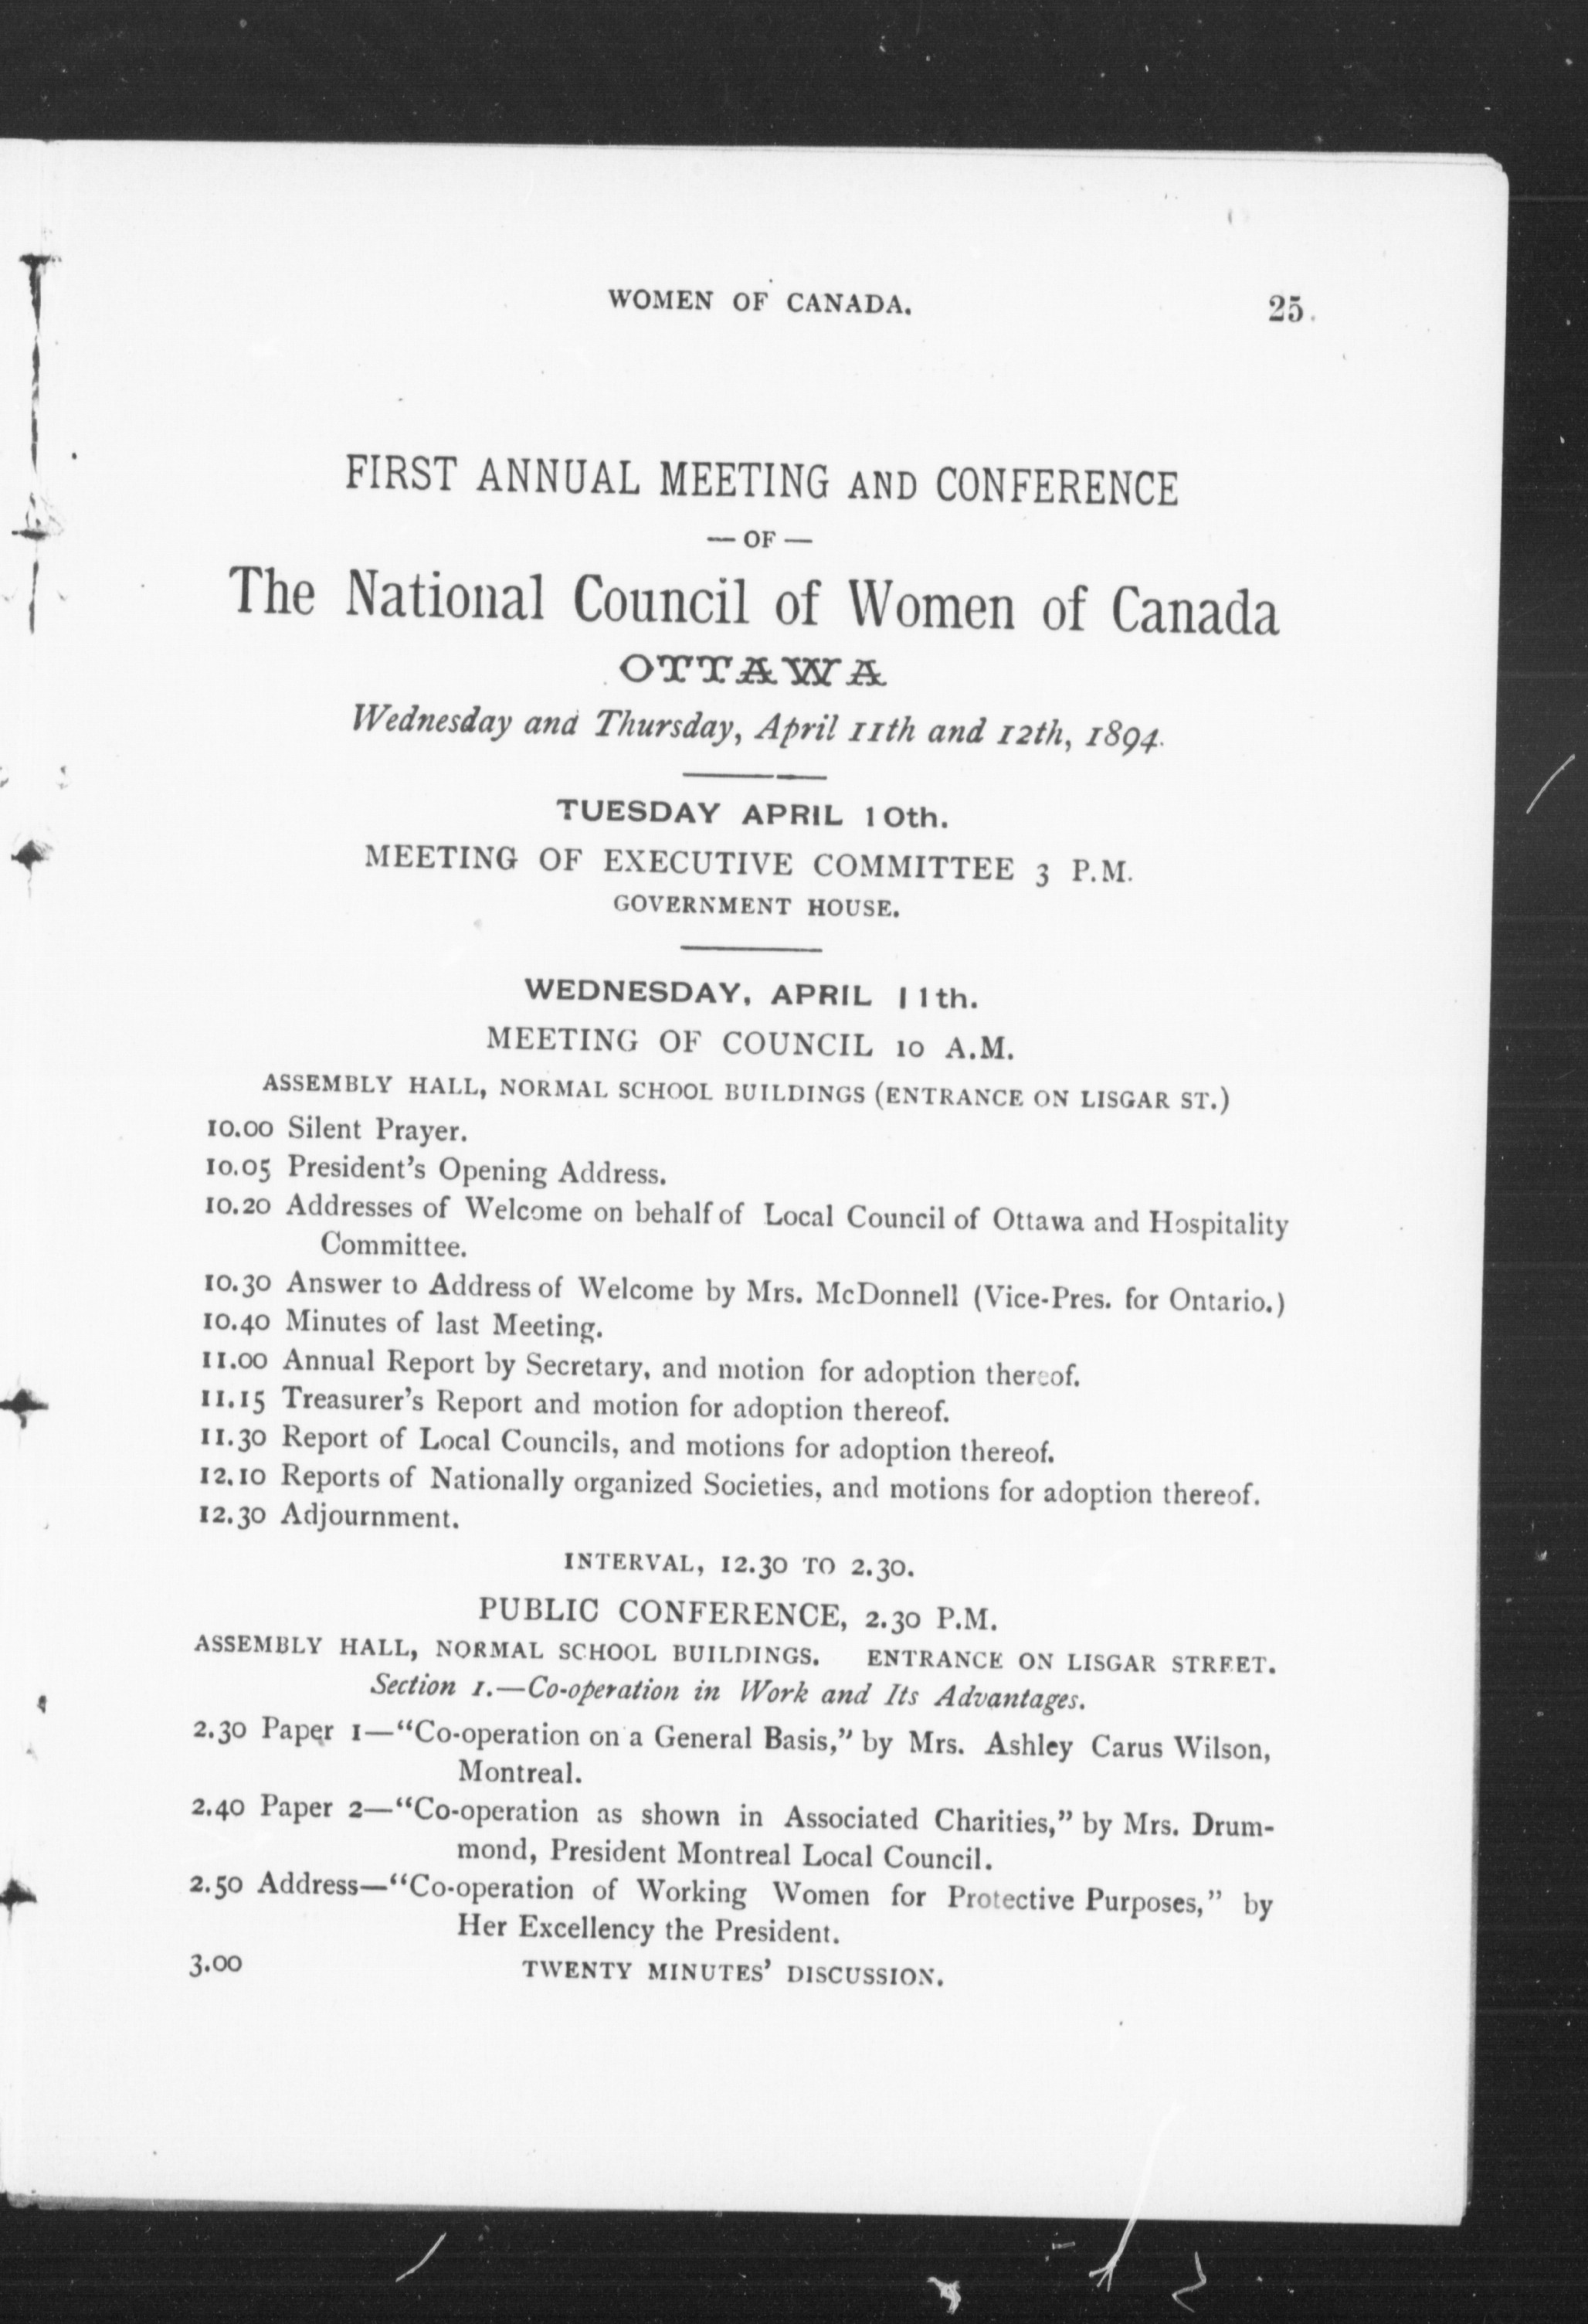 WOMEN OF CANADA.
25.
FIRST ANNUAL MEETING AND CONFERENCE
— OF —
The National Council of Women of Canada
OTTAWA
Wednesday and Thursday, April 11th and 12th, 1894.
TUESDAY APRIL 10th.
MEETING OF EXECUTIVE COMMITTEE 3 P.M.
GOVERNMENT HOUSE.
WEDNESDAY, APRIL 11th.
MEETING OF COUNCIL 10 A.M.
ASSEMBLY HALL, NORMAL SCHOOL BUILDINGS (ENTRANCE ON LISGAR ST.)
10.00 Silent Prayer.
10.05 President's Opening Address.
10.20 Addresses of Welcome on behalf of Local Council of Ottawa and Hospitality
Committee.
10.30 Answer to Address of Welcome by Mrs. McDonnell (Vice-Pres. for Ontario.)
10.40 Minutes of last Meeting.
11.00 Annual Report by Secretary, and motion for adoption thereof.
11.15 Treasurer's Report and motion for adoption thereof.
11.30 Report of Local Councils, and motions for adoption thereof.
12.10 Reports of Nationally organized Societies, and motions for adoption thereof.
12.30 Adjournment.
INTERVAL, 12.30 TO 2.30.
PUBLIC CONFERENCE, 2.30 P.M.
ASSEMBLY HALL, NORMAL SCHOOL BUILDINGS. ENTRANCE ON LISGAR STREET.
Section 1.—Co-operation in Work and Its Advantages.
2.30 Paper 1—“Co-operation on a General Basis,” by Mrs. Ashley Carus Wilson,
Montreal.
2.40 Paper 2—“Co-operation as shown in Associated Charities,” by Mrs. Drum-
mond, President Montreal Local Council.
2.50 Address—“Co-operation of Working Women for Protective Purposes,” by
Her Excellency the President.
3.00 TWENTY MINUTES' DISCUSSION.